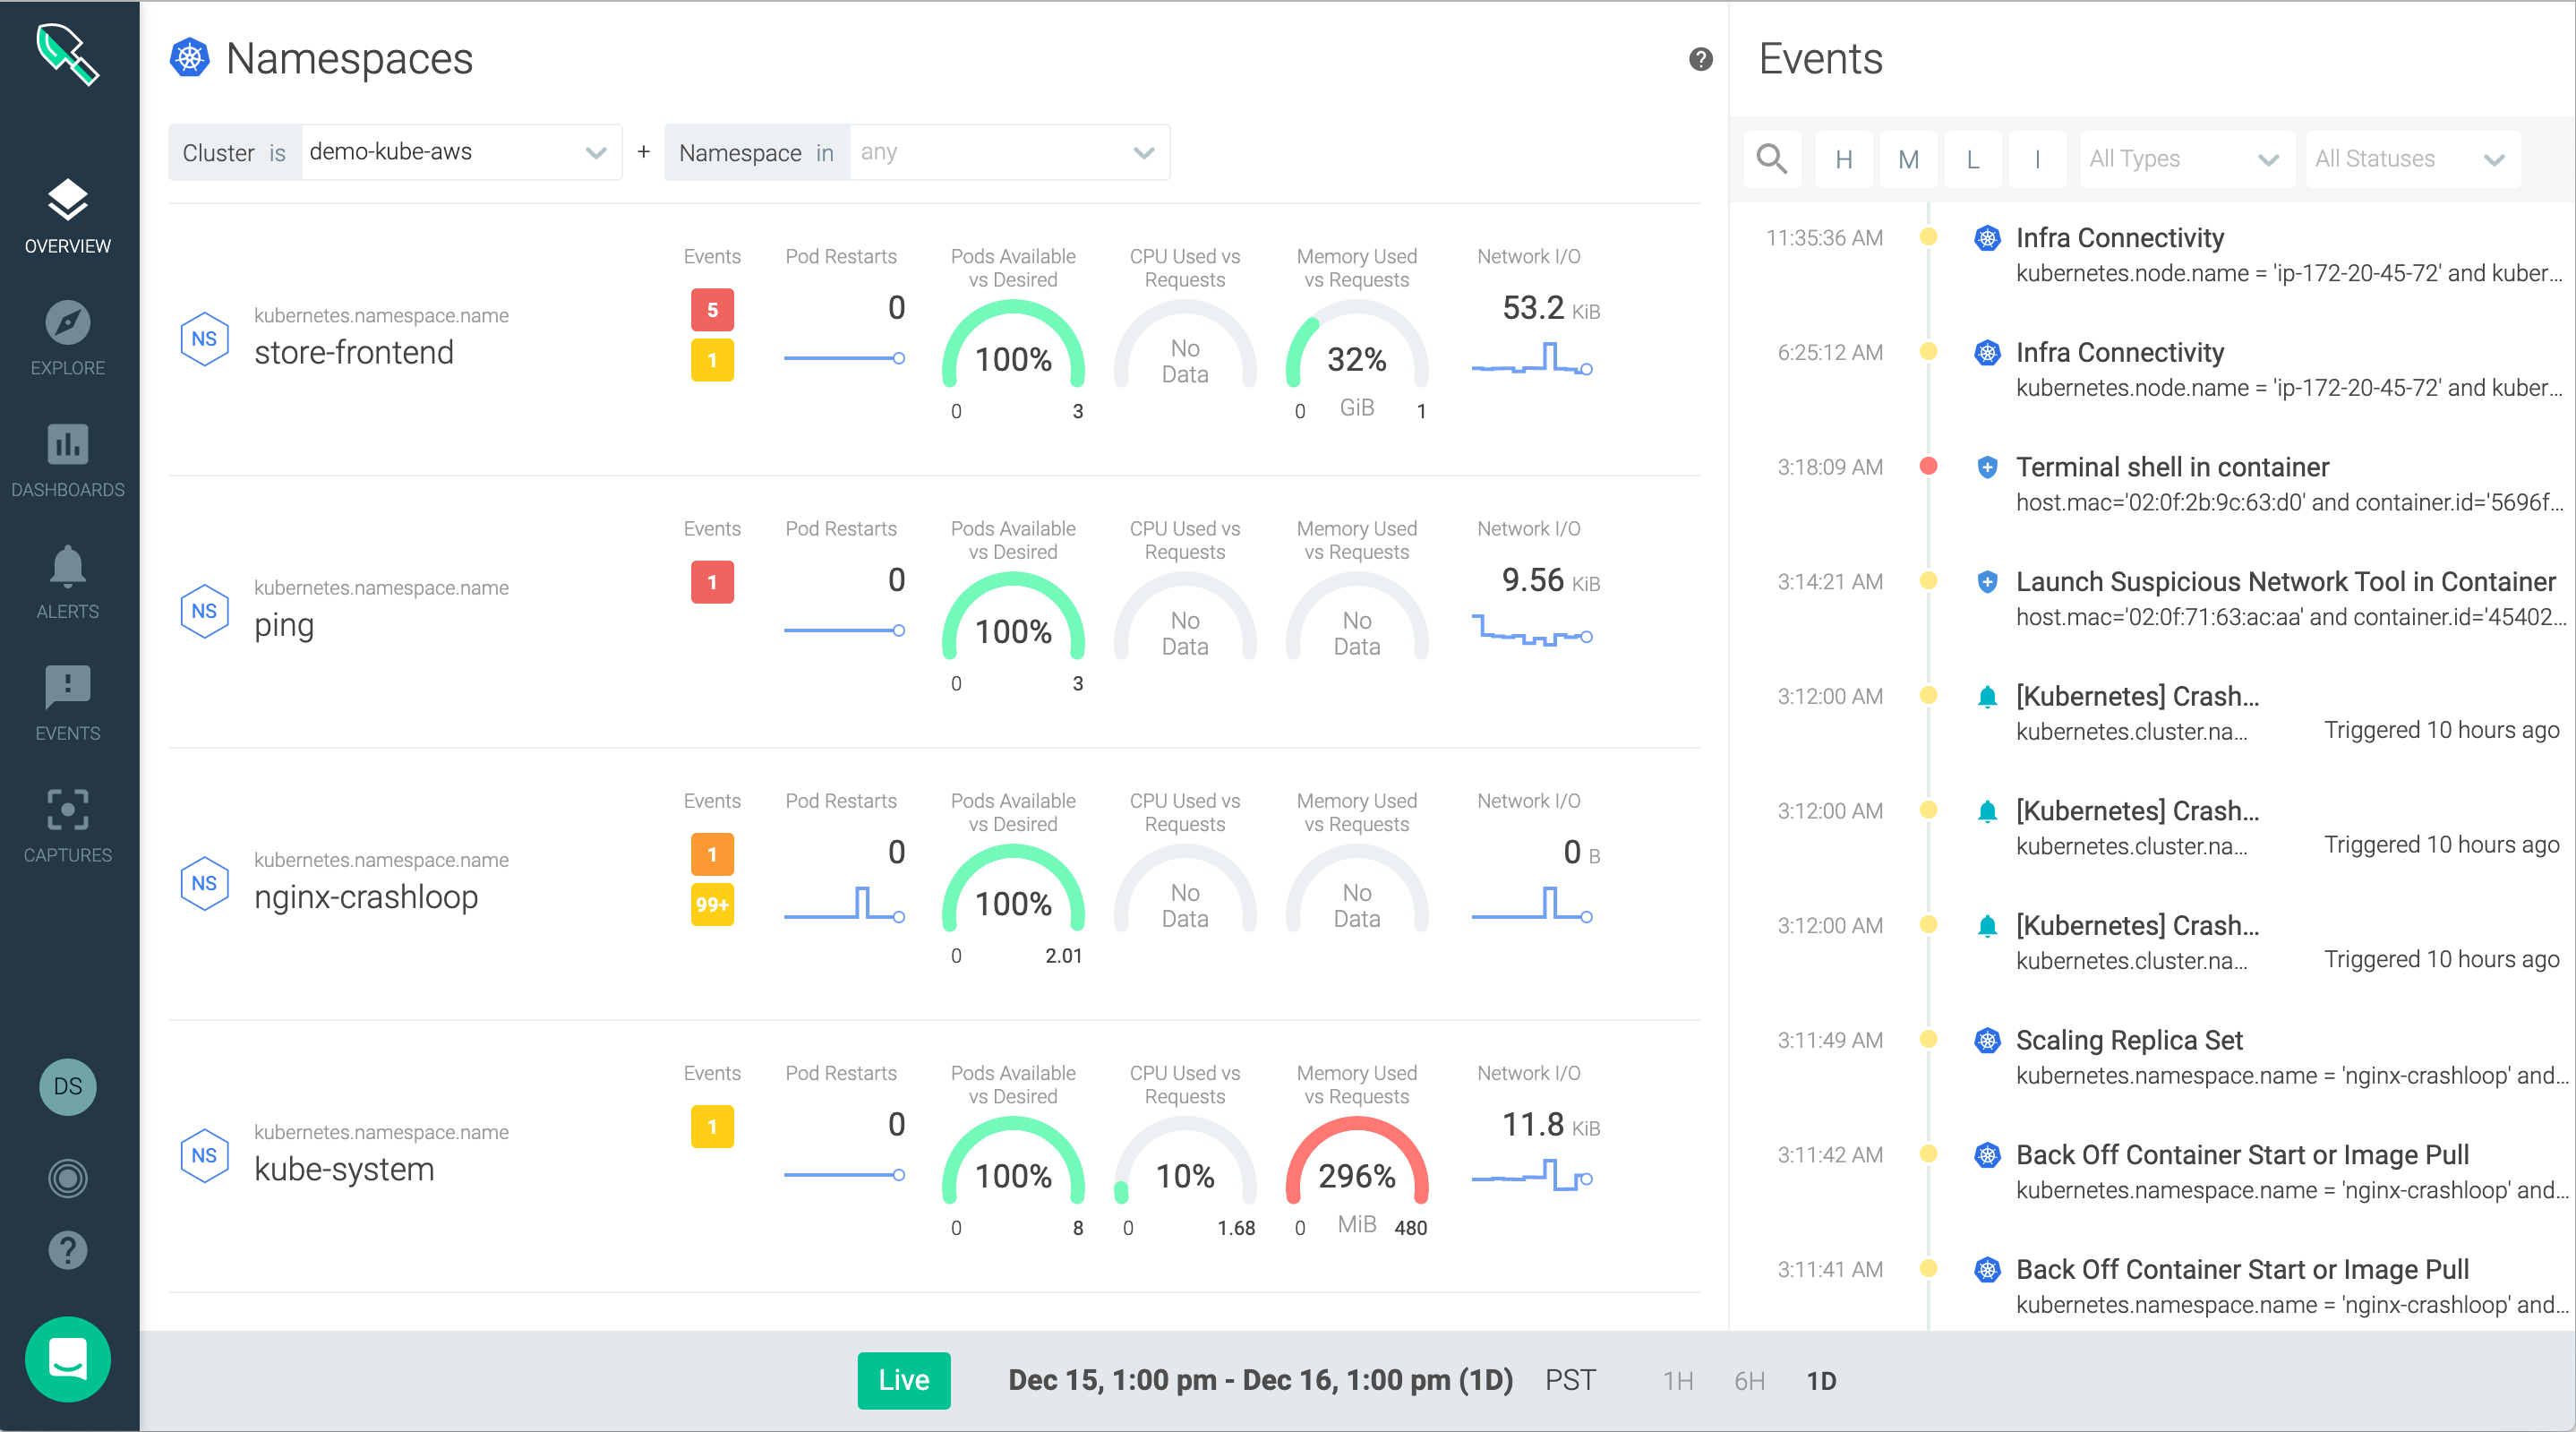 OVERVIEW
EXPLORE
DASHBOARDS
ALERTS
EVENTS
CAPTURES
DS
Namespaces
Cluster is demo-kube-aws + Namespace in any
NS
kubernetes.namespace.name
store-frontend
Events
5
1
Pod Restarts
0
Pods Available
vs Desired
100%
0 3
CPU Used vs
Requests
No
Data
Memory Used
vs Requests
32%
0 GiB 1
Network I/O
53.2 KiB
NS
kubernetes.namespace.name
ping
Events
1
Pod Restarts
0
Pods Available
vs Desired
100%
0 3
CPU Used vs
Requests
No
Data
Memory Used
vs Requests
No
Data
Network I/O
9.56 KiB
NS
kubernetes.namespace.name
nginx-crashloop
Events
1
99+
Pod Restarts
0
Pods Available
vs Desired
100%
0 2.01
CPU Used vs
Requests
No
Data
Memory Used
vs Requests
No
Data
Network I/O
0 B
NS
kubernetes.namespace.name
kube-system
Events
1
Pod Restarts
0
Pods Available
vs Desired
100%
0 8
CPU Used vs
Requests
10%
0 1.68
Memory Used
vs Requests
296%
0 MiB 480
Network I/O
11.8 KiB
Events
H M L I All Types All Statuses
11:35:36 AM Infra Connectivity
kubernetes.node.name = 'ip-172-20-45-72' and kuber...
6:25:12 AM Infra Connectivity
kubernetes.node.name = 'ip-172-20-45-72' and kuber...
3:18:09 AM Terminal shell in container
host.mac='02:0f:2b:9c:63:d0' and container.id='5696f...
3:14:21 AM Launch Suspicious Network Tool in Container
host.mac='02:0f:71:63:ac:aa' and container.id='45402...
3:12:00 AM [Kubernetes] Crash...
kubernetes.cluster.na... Triggered 10 hours ago
3:12:00 AM [Kubernetes] Crash...
kubernetes.cluster.na... Triggered 10 hours ago
3:12:00 AM [Kubernetes] Crash...
kubernetes.cluster.na... Triggered 10 hours ago
3:11:49 AM Scaling Replica Set
kubernetes.namespace.name = 'nginx-crashloop' and...
3:11:42 AM Back Off Container Start or Image Pull
kubernetes.namespace.name = 'nginx-crashloop' and...
3:11:41 AM Back Off Container Start or Image Pull
kubernetes.namespace.name = 'nginx-crashloop' and...
Live Dec 15, 1:00 pm - Dec 16, 1:00 pm (1D) PST 1H 6H 1D